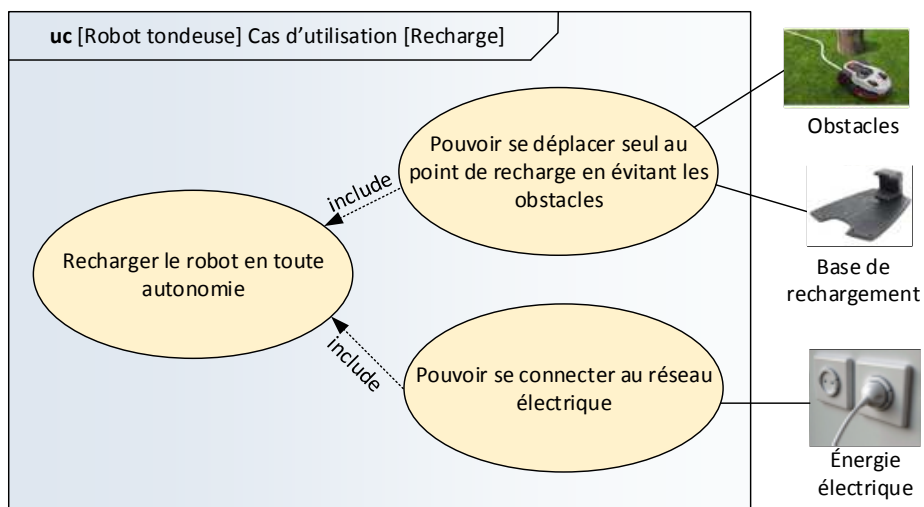 uc [Robot tondeuse] Cas d’utilisation [Recharge]
Pouvoir se déplacer seul au
point de recharge en évitant les
obstacles
Obstacles
include
Recharger le robot en toute
autonomie
Base de
rechargement
include
Pouvoir se connecter au réseau
électrique
Énergie
électrique